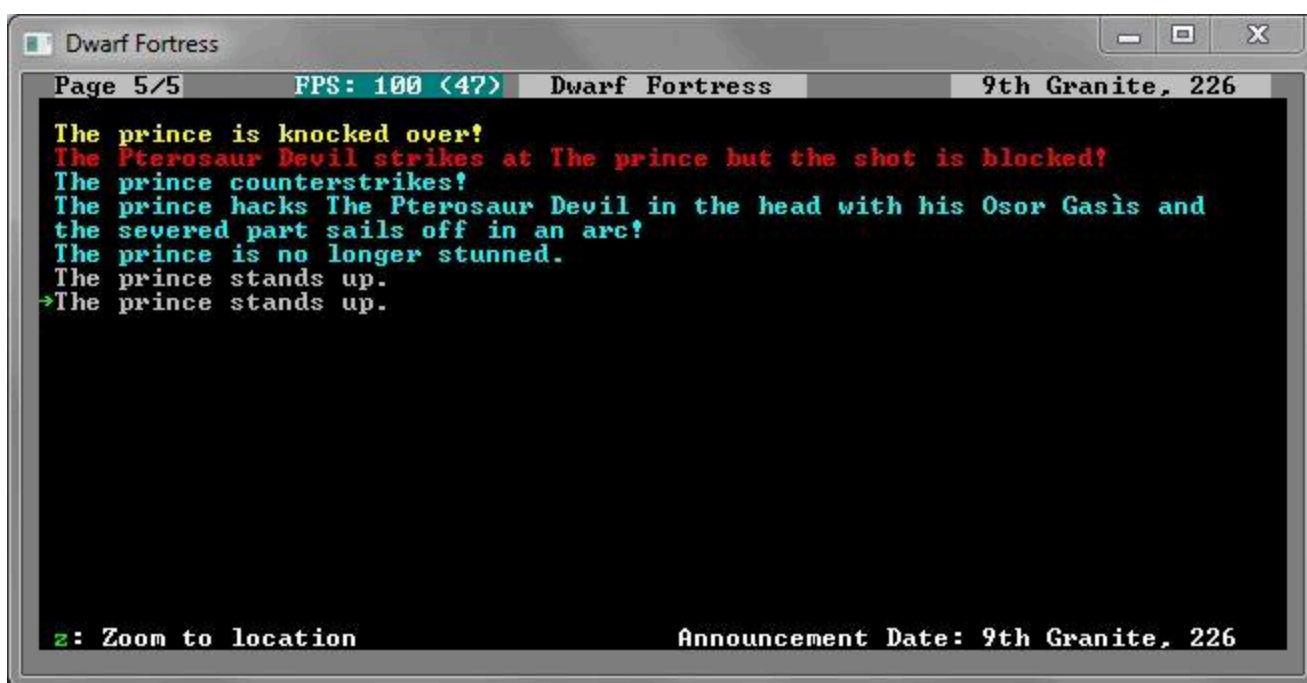 Dwarf Fortress
Page 5/5 FPS: 100 (47) Dwarf Fortress 9th Granite, 226
The prince is knocked over!
The Pterosaur Devil strikes at The prince but the shot is blocked!
The prince counterstrikes!
The prince hacks The Pterosaur Devil in the head with his Osor Gasìs and
the severed part sails off in an arc!
The prince is no longer stunned.
The prince stands up.
→The prince stands up.
z: Zoom to location Announcement Date: 9th Granite, 226